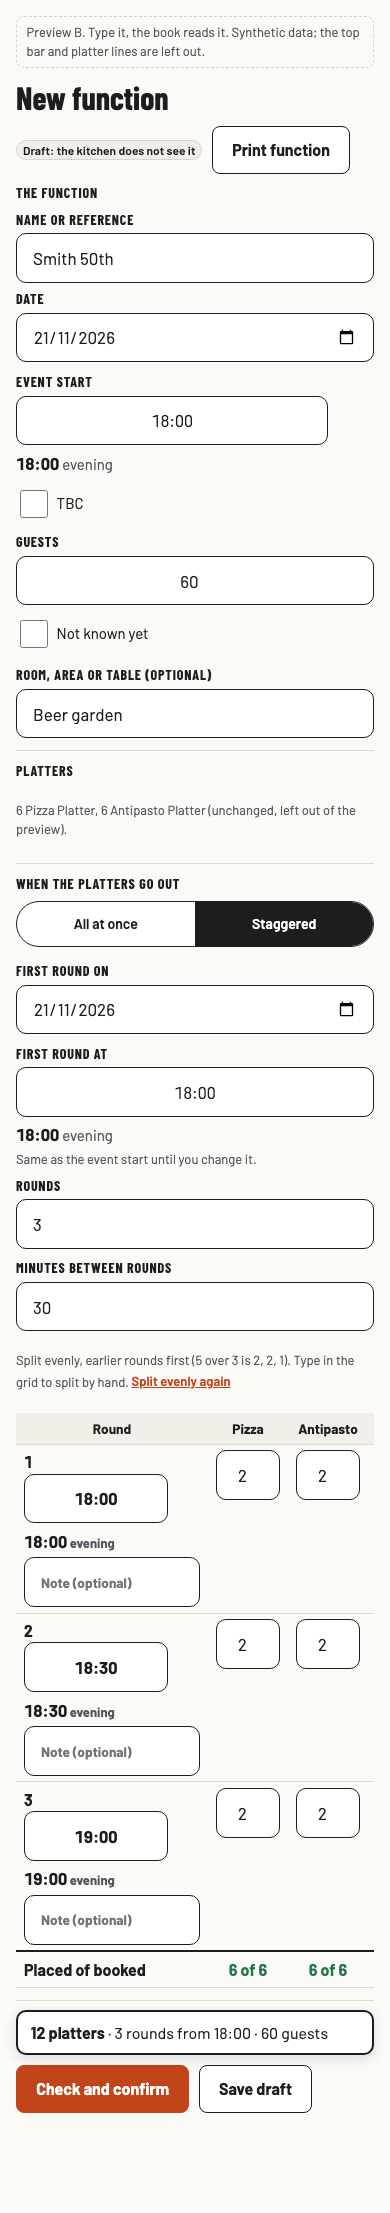 Preview B. Type it, the book reads it. Synthetic data; the top
bar and platter lines are left out.
New function
Draft: the kitchen does not see it
Print function
THE FUNCTION
NAME OR REFERENCE
Smith 50th
DATE
21/11/2026
EVENT START
18:00
18:00 evening
TBC
GUESTS
60
Not known yet
ROOM, AREA OR TABLE (OPTIONAL)
Beer garden
PLATTERS
6 Pizza Platter, 6 Antipasto Platter (unchanged, left out of the
preview).
WHEN THE PLATTERS GO OUT
All at once Staggered
FIRST ROUND ON
21/11/2026
FIRST ROUND AT
18:00
18:00 evening
Same as the event start until you change it.
ROUNDS
3
MINUTES BETWEEN ROUNDS
30
Split evenly, earlier rounds first (5 over 3 is 2, 2, 1). Type in the
grid to split by hand. Split evenly again
Round Pizza Antipasto
1
18:00 2 2
18:00 evening
Note (optional)
2
18:30 2 2
18:30 evening
Note (optional)
3
19:00 2 2
19:00 evening
Note (optional)
Placed of booked 6 of 6 6 of 6
12 platters · 3 rounds from 18:00 · 60 guests
Check and confirm Save draft